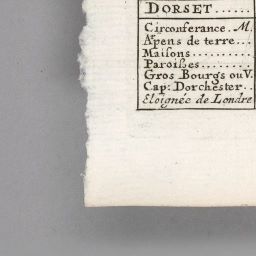 DORSET......
Circonferance. M.
Arpens de terre...
Maisons..........
Paroisses........
Gros Bourgs ou V.
Cap: Dorchester..
Eloignée de Londre